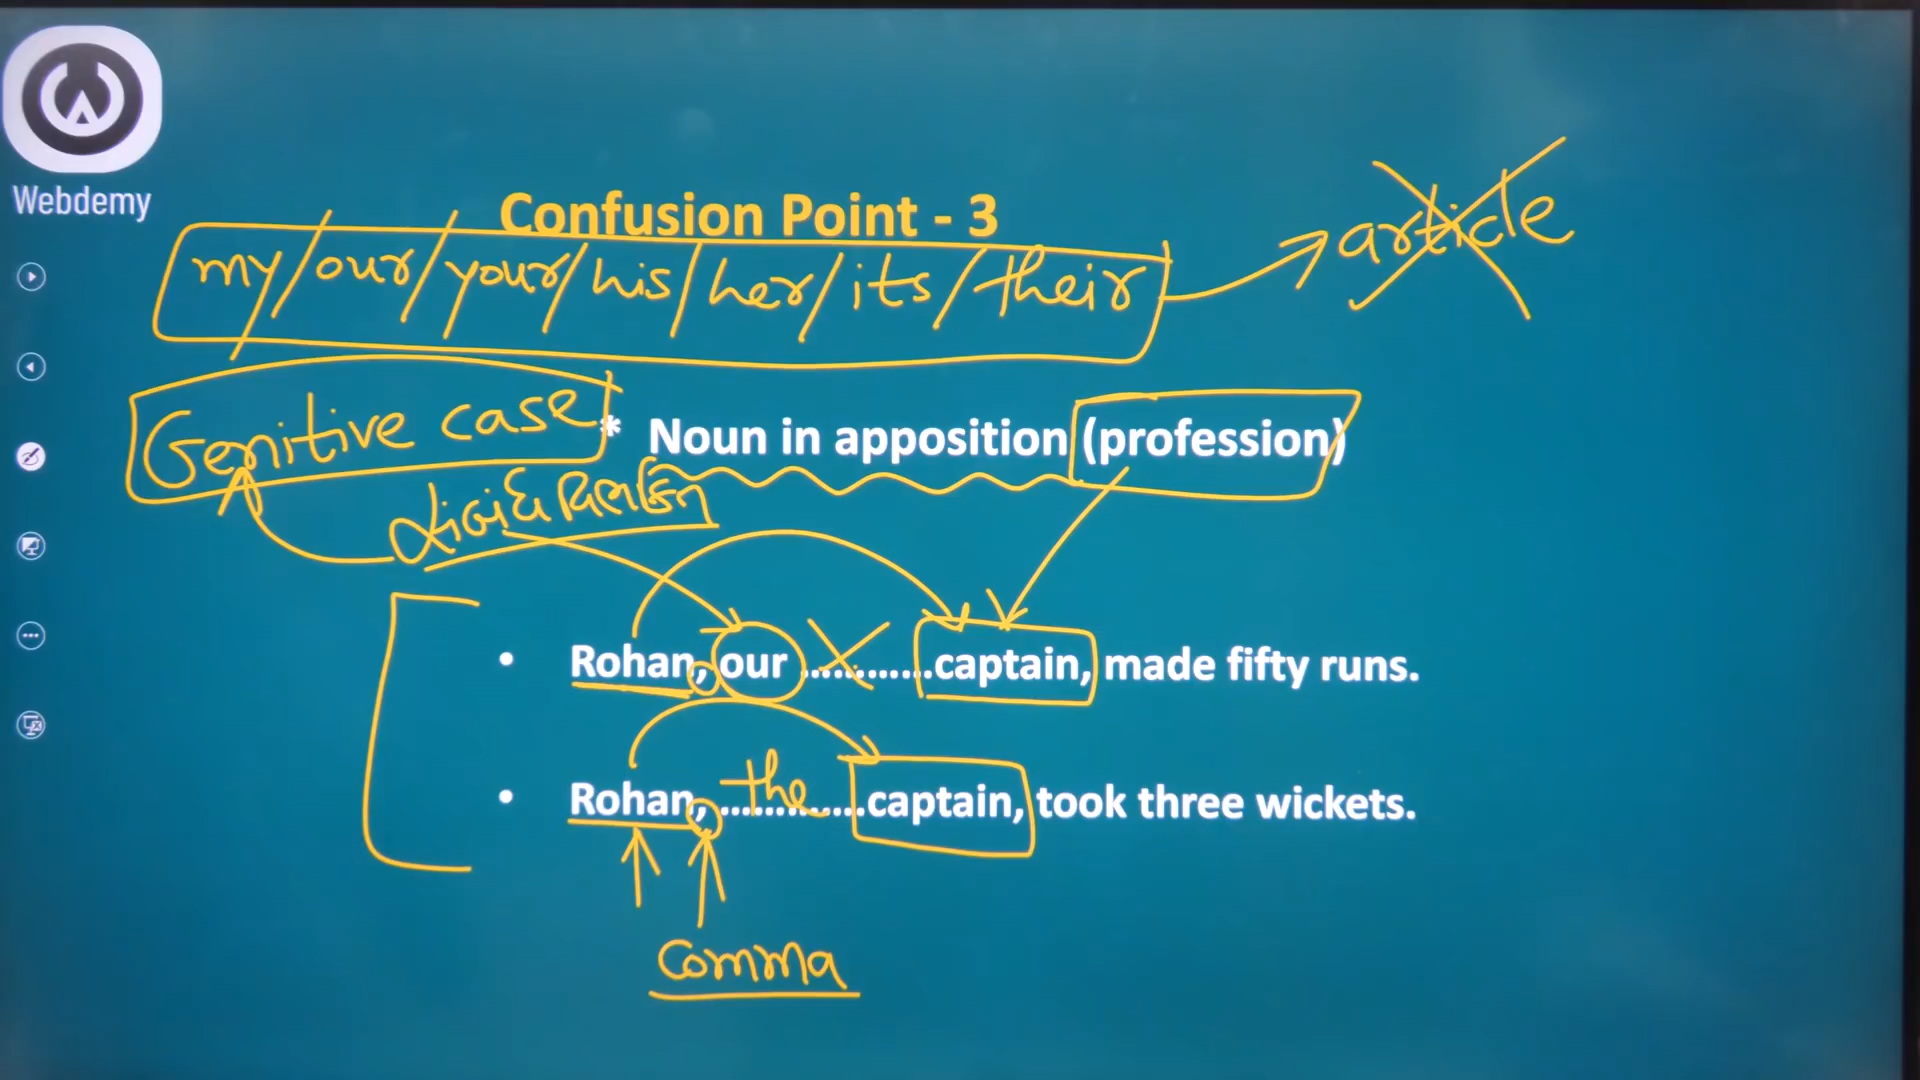 Webdemy
Confusion Point - 3
my/our/your/his/her/its/their
article
Genitive case
* Noun in apposition (profession)
• Rohan, our ............captain, made fifty runs.
• Rohan, the ............captain, took three wickets.
Comma